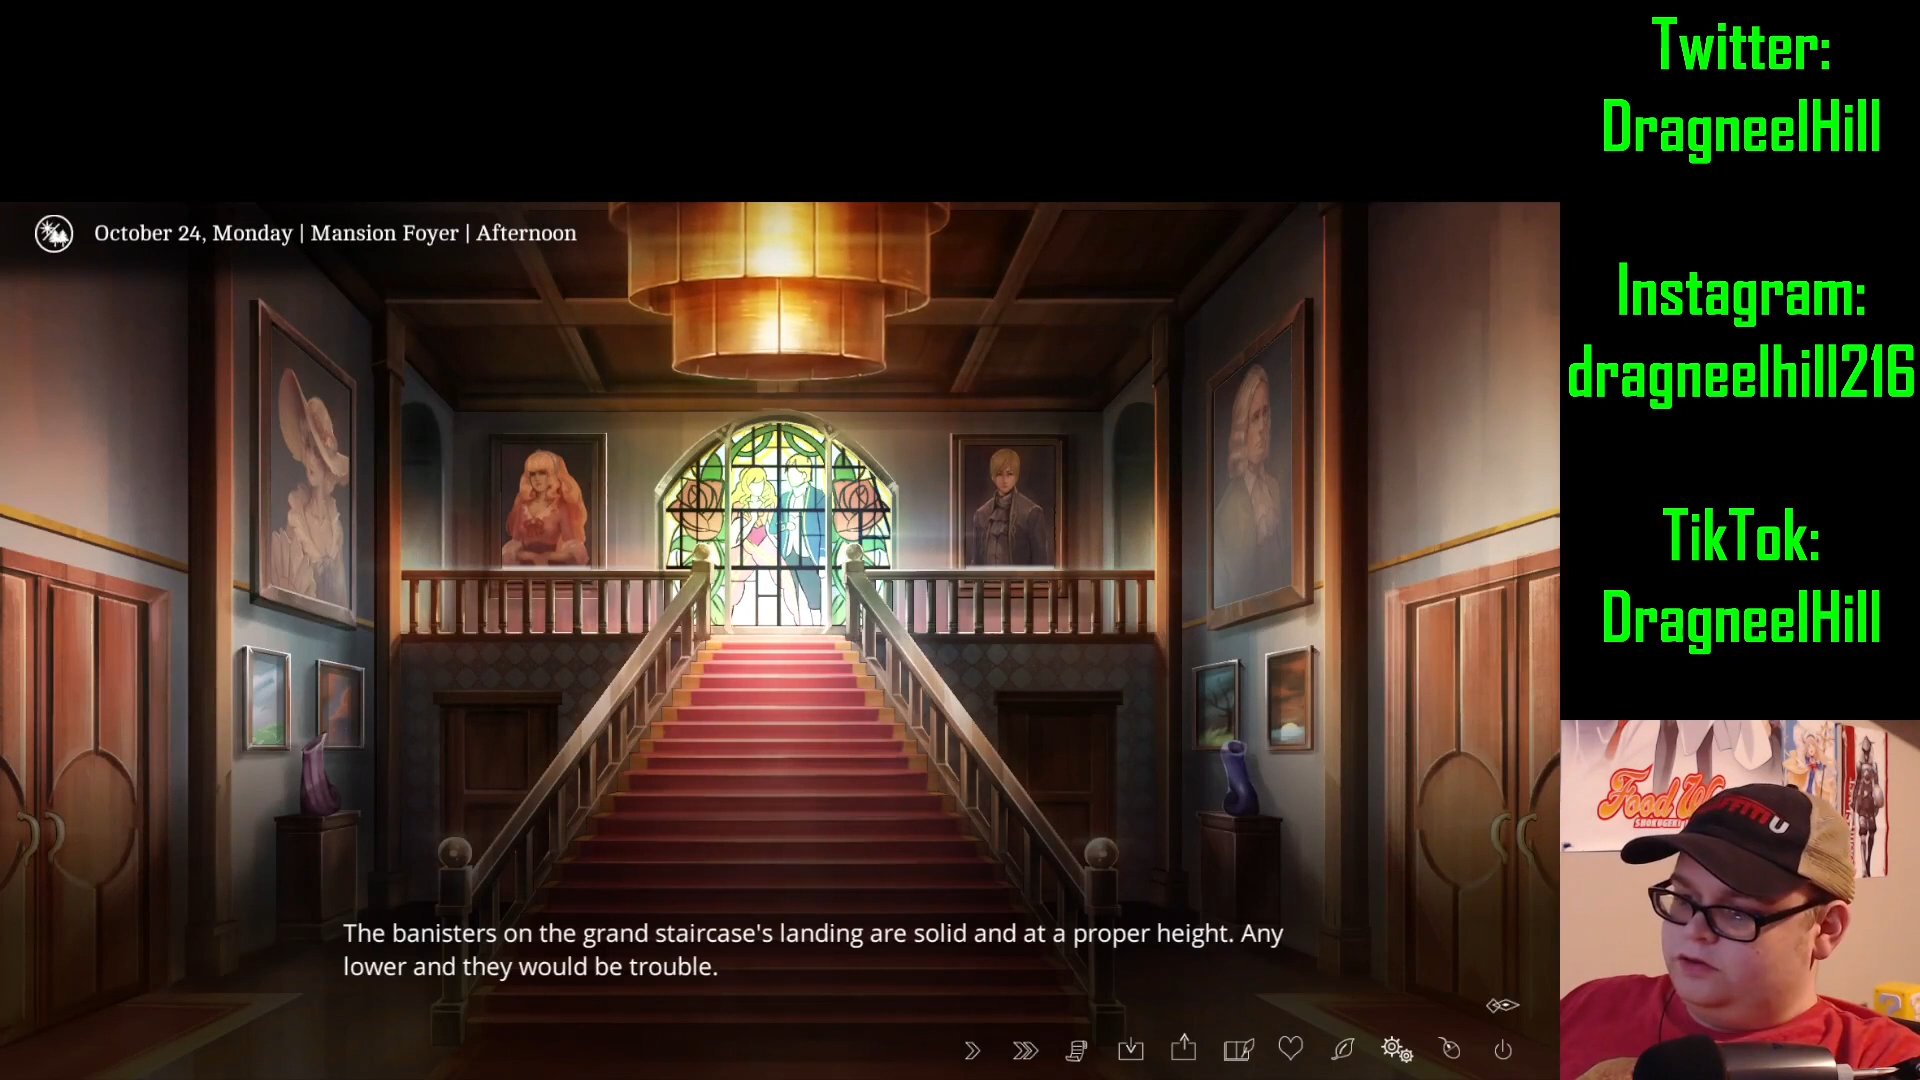 Twitter:
DragneelHill
Instagram:
dragneelhill216
TikTok:
DragneelHill
October 24, Monday | Mansion Foyer | Afternoon
The banisters on the grand staircase's landing are solid and at a proper height. Any
lower and they would be trouble.
Food